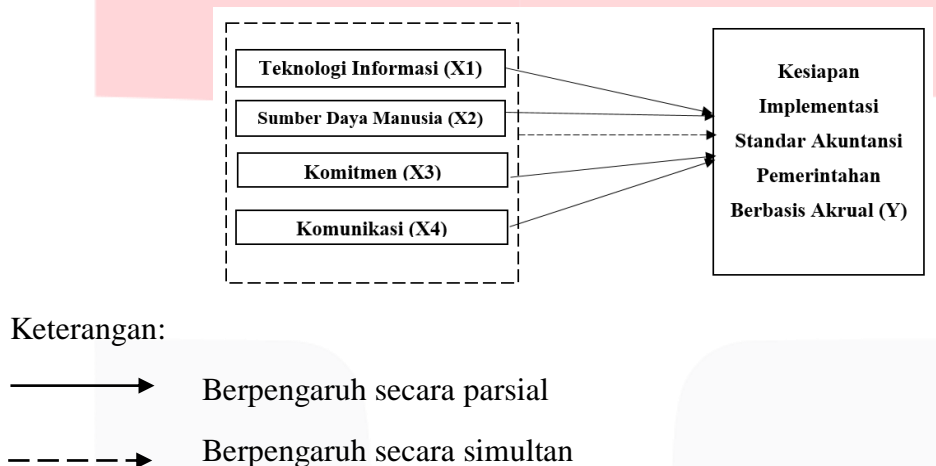 Teknologi Informasi (X1)
Sumber Daya Manusia (X2)
Komitmen (X3)
Komunikasi (X4)
Kesiapan
Implementasi
Standar Akuntansi
Pemerintahan
Berbasis Akrual (Y)
Keterangan:
Berpengaruh secara parsial
Berpengaruh secara simultan